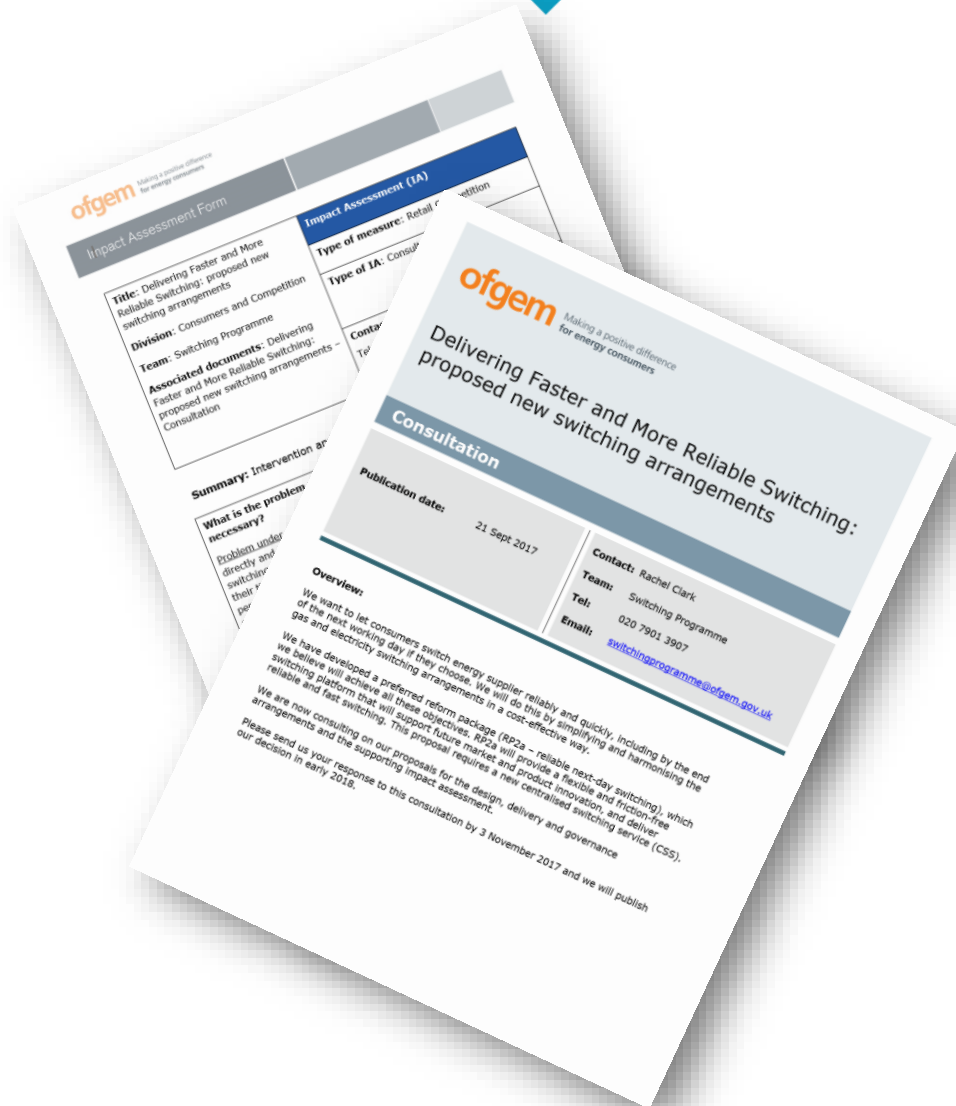 ofgem
Making a positive difference
for energy consumers
Impact Assessment Form
Title: Delivering Faster and More
Reliable Switching: proposed new
switching arrangements
Division: Consumers and Competition
Team: Switching Programme
Associated documents: Delivering
Faster and More Reliable Switching:
proposed new switching arrangements –
Consultation
Impact Assessment (IA)
Type of measure: Retail
Type of IA:
Summary: Intervention
What is the problem
necessary?
Problem
directly and
switching
their
ofgem
Making a positive difference
for energy consumers
Delivering Faster and More Reliable Switching:
proposed new switching arrangements
Consultation
Publication date:
21 Sept 2017
Contact: Rachel Clark
Team: Switching Programme
Tel: 020 7901 3907
Email: switchingprogramme@ofgem.gov.uk
Overview:
We want to let consumers switch energy supplier reliably and quickly, including by the end
of the next working day if they choose. We will do this by simplifying and harmonising the
gas and electricity switching arrangements in a cost-effective way.
We have developed a preferred reform package (RP2a – reliable next-day switching), which
we believe will achieve all these objectives. RP2a will provide a flexible and friction-free
switching platform that will support future market and product innovation, and deliver
reliable and fast switching. This proposal requires a new centralised switching service (CSS).
We are now consulting on our proposals for the design, delivery and governance
arrangements and the supporting impact assessment.
Please send us your response to this consultation by 3 November 2017 and we will publish
our decision in early 2018.